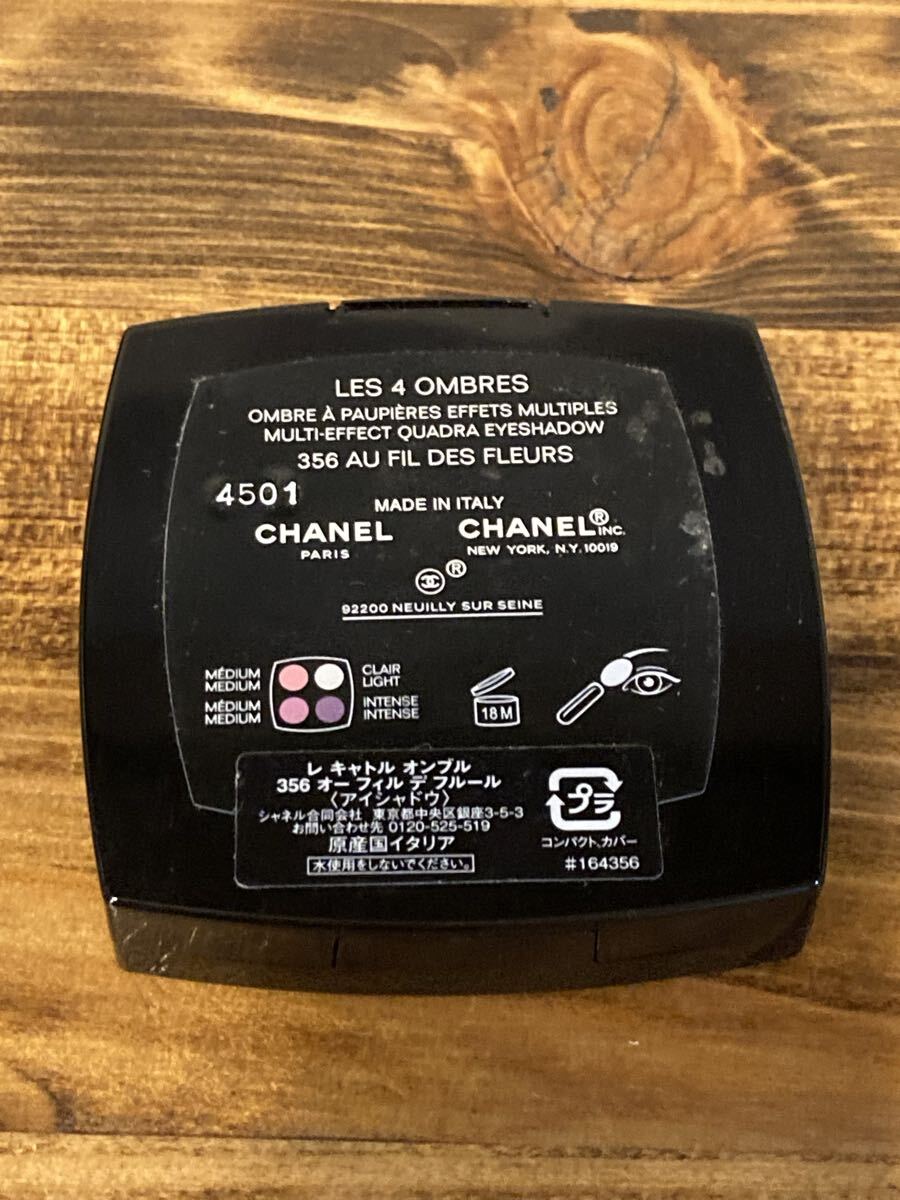 LES 4 OMBRES
OMBRE À PAUPIÈRES EFFETS MULTIPLES
MULTI-EFFECT QUADRA EYESHADOW
356 AU FIL DES FLEURS
4501
MADE IN ITALY
CHANEL
PARIS
CHANEL® INC.
NEW YORK, N.Y. 10019
®
92200 NEUILLY SUR SEINE
MÉDIUM
MEDIUM
CLAIR
LIGHT
MÉDIUM
MEDIUM
INTENSE
INTENSE
18 M
レ キャトル オンブル
356 オー フィル デ フルール
〈アイシャドウ〉
シャネル合同会社 東京都中央区銀座3-5-3
お問い合わせ先 0120-525-519
原産国イタリア
水使用をしないでください。
プラ
コンパクト、カバー
#164356